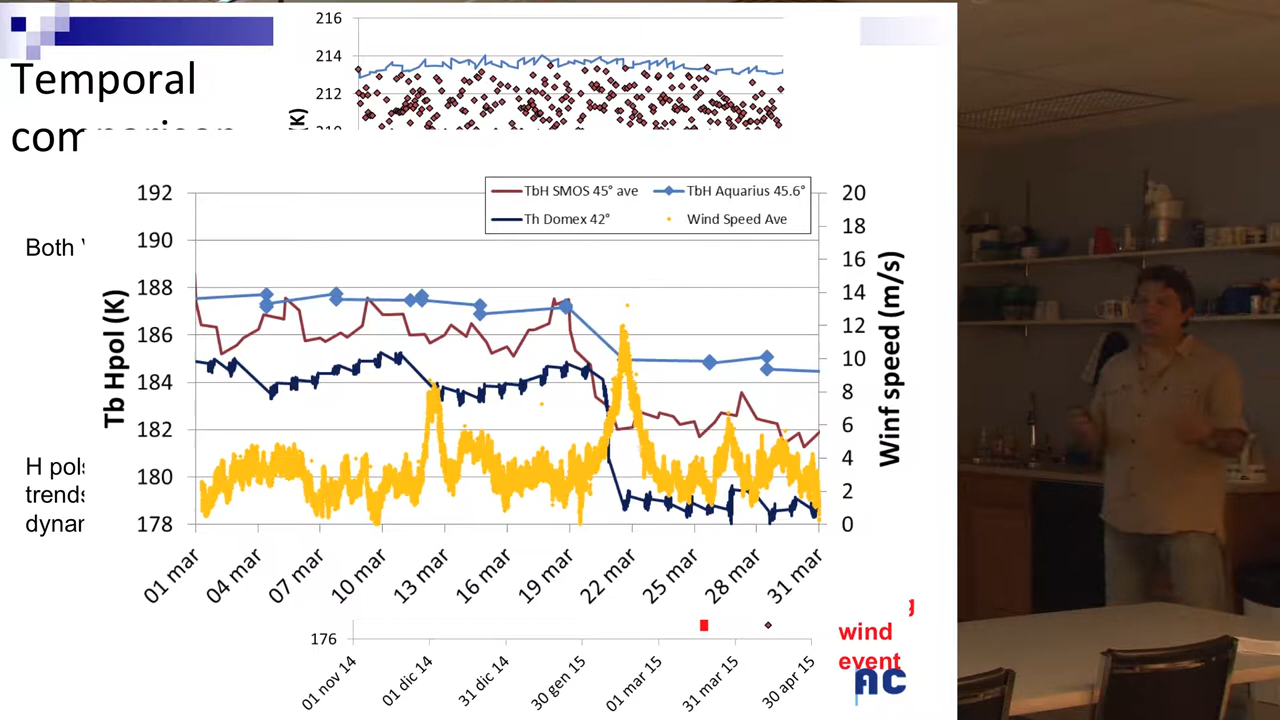 Temporal
comparison
216
214
212
210
(K)
Both
H pols
trends
dynar
TbH SMOS 45° ave
TbH Aquarius 45.6°
Th Domex 42°
Wind Speed Ave
Tb Hpol (K)
192
190
188
186
184
182
180
178
Winf speed (m/s)
20
18
16
14
12
10
8
6
4
2
0
01 mar
04 mar
07 mar
10 mar
13 mar
16 mar
19 mar
22 mar
25 mar
28 mar
31 mar
176
01 nov 14
01 dic 14
31 dic 14
30 gen 15
01 mar 15
31 mar 15
30 apr 15
g
wind
event
AC